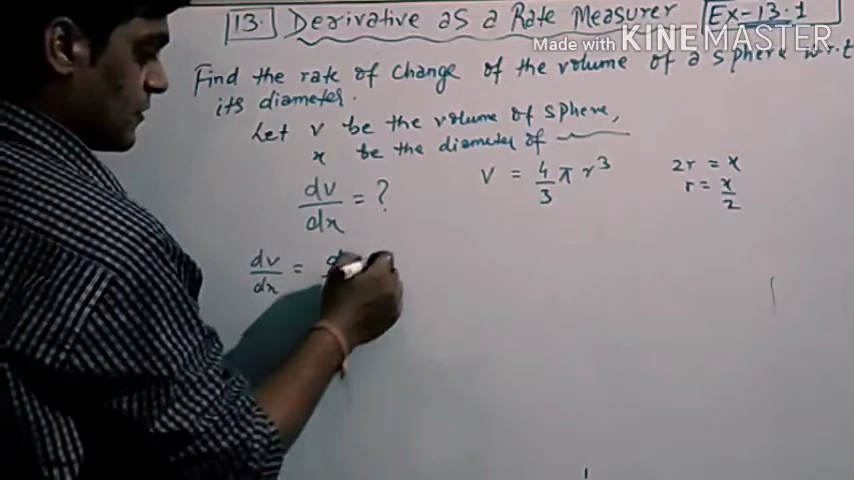 13. Derivative as a Rate Measurer Ex-13.1
Made with KINEMASTER
Find the rate of change of the volume of a sphere w.r.t
its diameter.
Let v be the volume of sphere,
x be the diameter of
dv/dx = ?
V = 4/3 π r³
2r = x
r = x/2
dv/dx = d